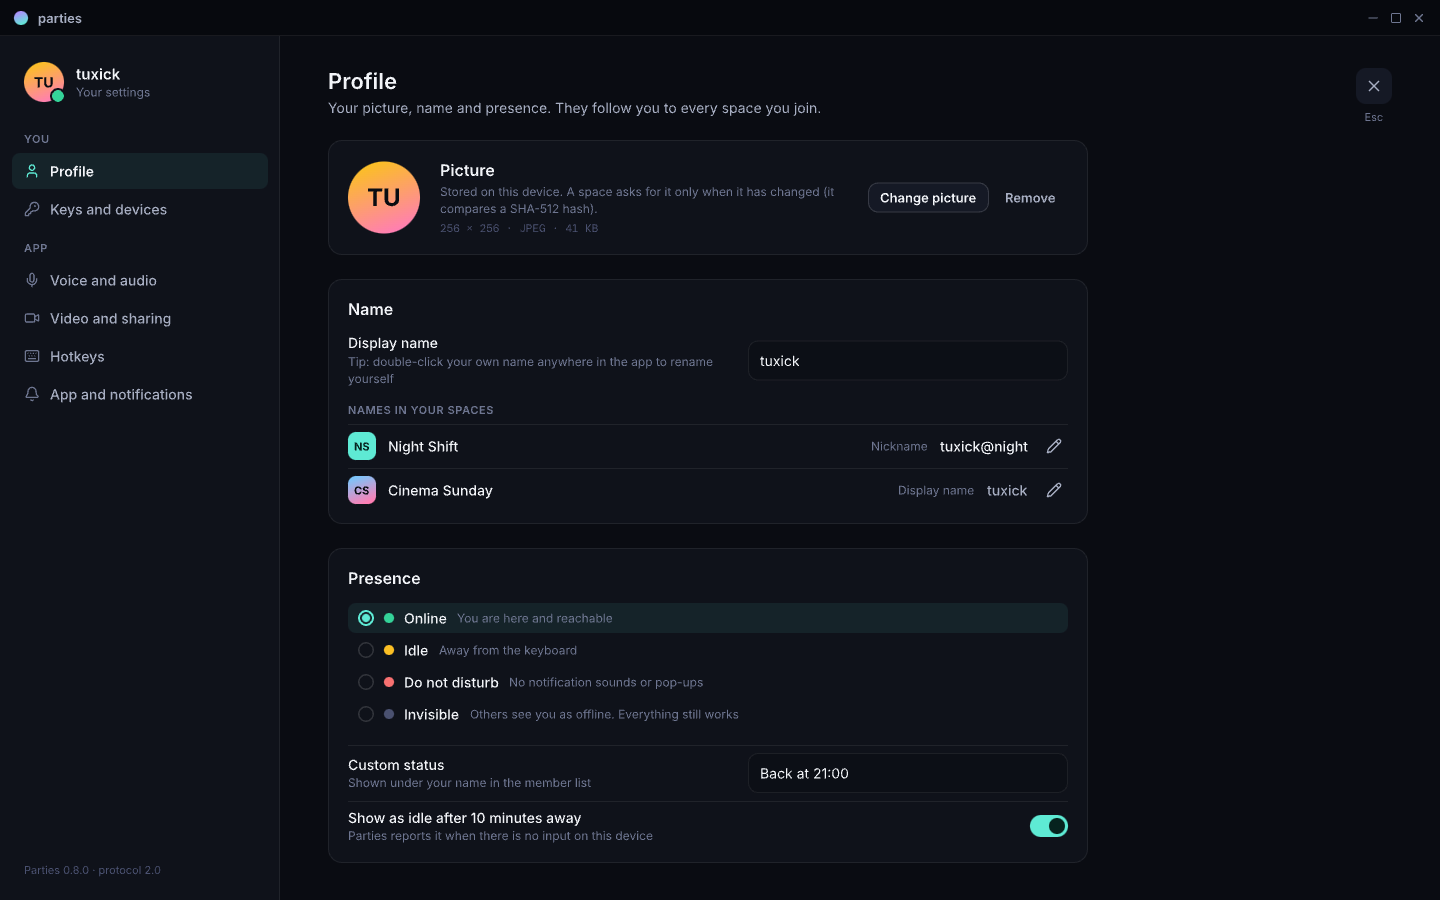 parties
TU
tuxick
Your settings
YOU
Profile
Keys and devices
APP
Voice and audio
Video and sharing
Hotkeys
App and notifications
Parties 0.8.0 · protocol 2.0
Profile
Your picture, name and presence. They follow you to every space you join.
Esc
TU
Picture
Stored on this device. A space asks for it only when it has changed (it
compares a SHA-512 hash).
256 × 256 · JPEG · 41 KB
Change picture
Remove
Name
Display name
Tip: double-click your own name anywhere in the app to rename
yourself
tuxick
NAMES IN YOUR SPACES
NS Night Shift Nickname tuxick@night
CS Cinema Sunday Display name tuxick
Presence
Online You are here and reachable
Idle Away from the keyboard
Do not disturb No notification sounds or pop-ups
Invisible Others see you as offline. Everything still works
Custom status
Shown under your name in the member list
Back at 21:00
Show as idle after 10 minutes away
Parties reports it when there is no input on this device